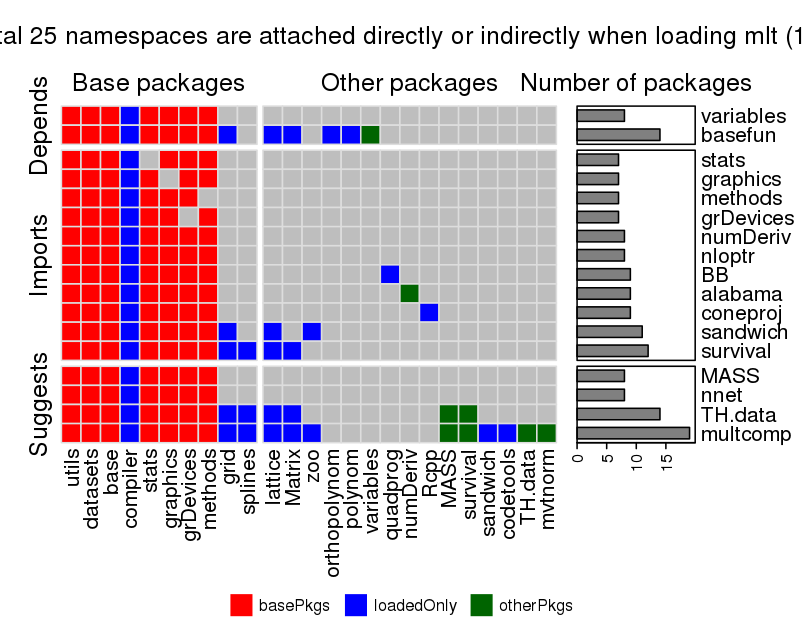 tal 25 namespaces are attached directly or indirectly when loading mlt (1
Base packages
Other packages
Number of packages
Depends
Imports
Suggests
variables
basefun
stats
graphics
methods
grDevices
numDeriv
nloptr
BB
alabama
coneproj
sandwich
survival
MASS
nnet
TH.data
multcomp
0
5
10
15
utils
datasets
base
compiler
stats
graphics
grDevices
methods
grid
splines
lattice
Matrix
zoo
orthopolynom
polynom
variables
quadprog
numDeriv
Rcpp
MASS
survival
sandwich
codetools
TH.data
mvtnorm
basePkgs
loadedOnly
otherPkgs